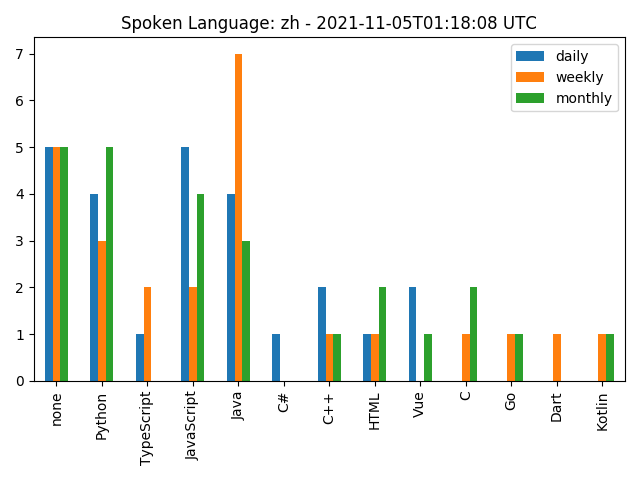 Spoken Language: zh - 2021-11-05T01:18:08 UTC
daily
weekly
monthly
7
6
5
4
3
2
1
0
none
Python
TypeScript
JavaScript
Java
C#
C++
HTML
Vue
C
Go
Dart
Kotlin